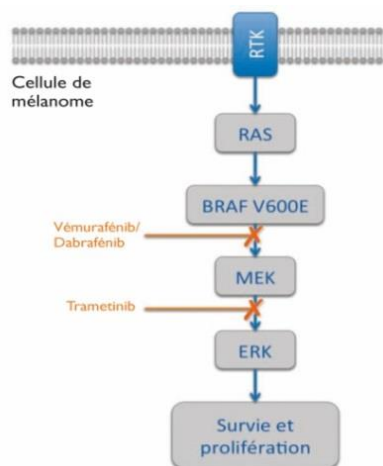 RTK
Cellule de
mélanome
RAS
BRAF V600E
Vémurafénib/
Dabrafénib
MEK
Trametinib
ERK
Survie et
prolifération